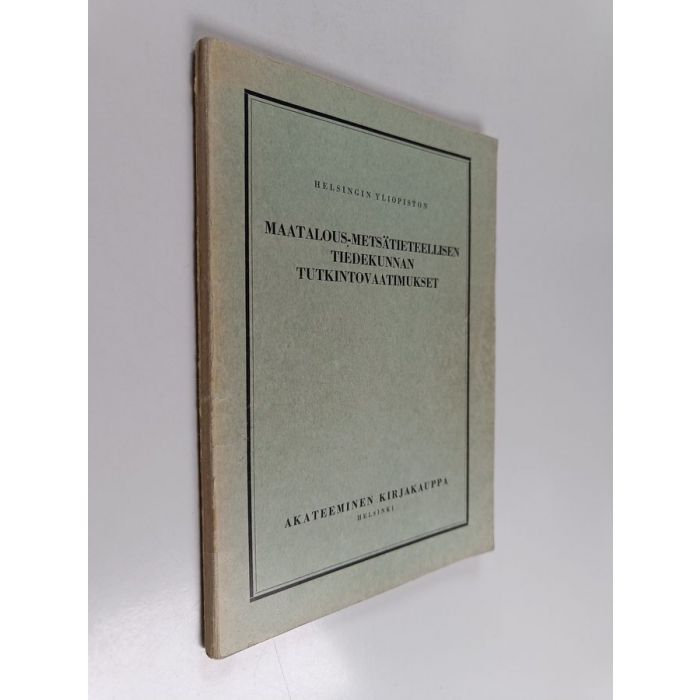 HELSINGIN YLIOPISTON
MAATALOUS-METSÄTIETEELLISEN
TIEDEKUNNAN
TUTKINTOVAATIMUKSET
AKATEEMINEN KIRJAKAUPPA
HELSINKI